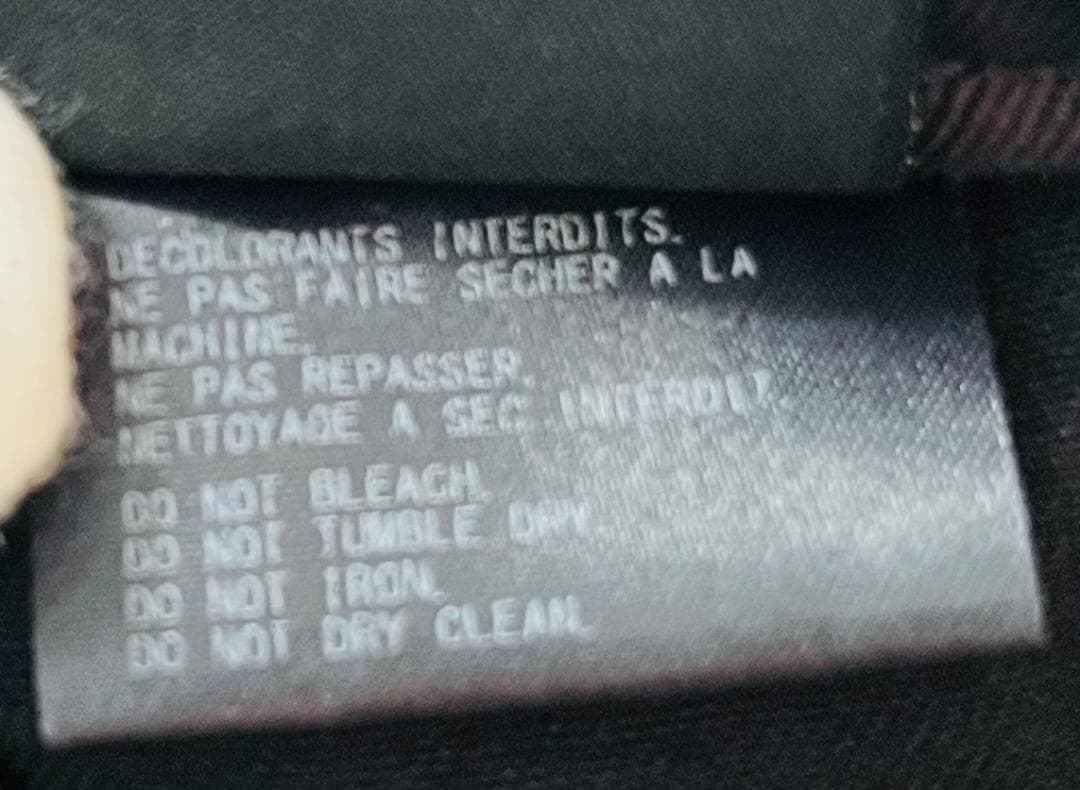 DECOLORANTS INTERDITS.
NE PAS FAIRE SECHER A LA
MACHINE.
NE PAS REPASSER.
NETTOYAGE A SEC INTERDIT.
DO NOT BLEACH.
DO NOT TUMBLE DRY.
DO NOT IRON.
DO NOT DRY CLEAN.